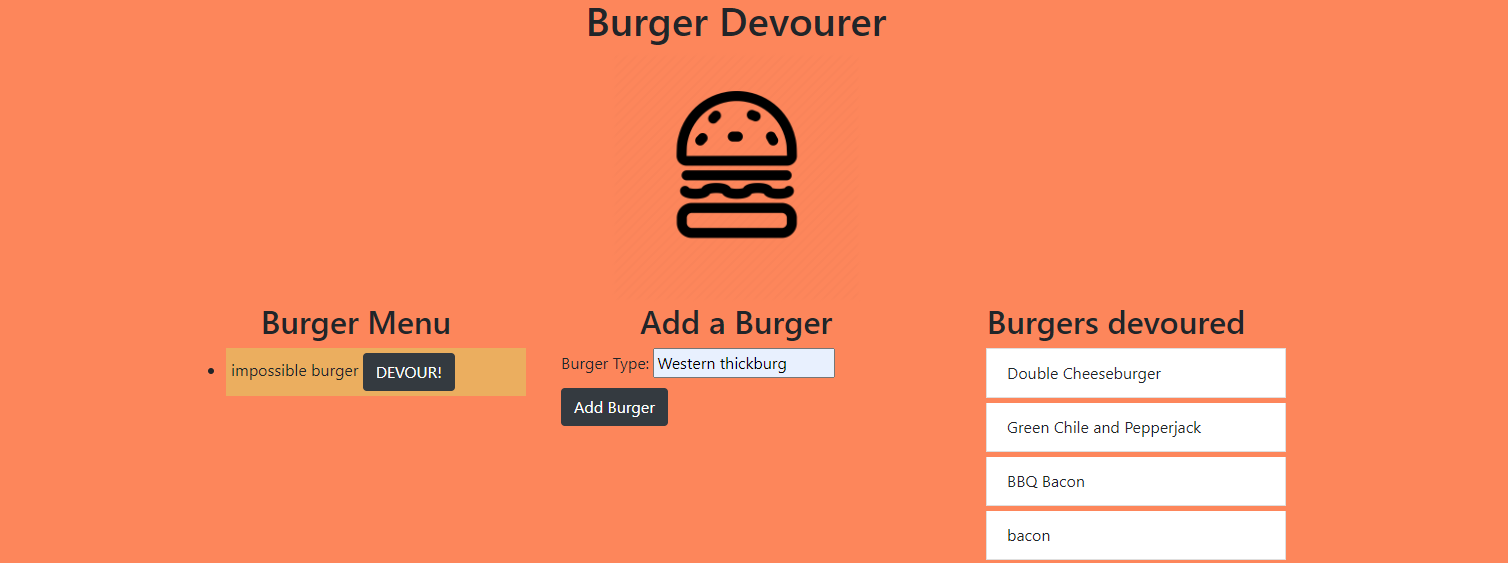 Burger Devourer
Burger Menu
impossible burger DEVOUR!
Add a Burger
Burger Type: Western thickburg
Add Burger
Burgers devoured
Double Cheeseburger
Green Chile and Pepperjack
BBQ Bacon
bacon